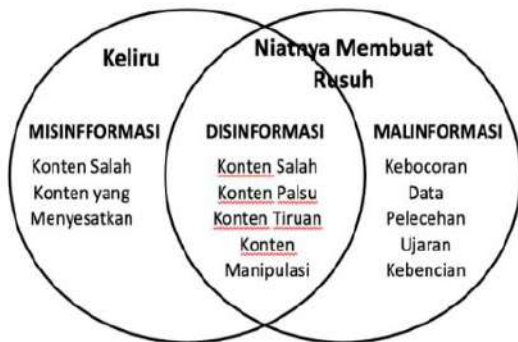 Keliru
Niatnya Membuat
Rusuh
MISINFFORMASI
Konten Salah
Konten yang
Menyesatkan
DISINFORMASI
Konten Salah
Konten Palsu
Konten Tiruan
Konten
Manipulasi
MALINFORMASI
Kebocoran
Data
Pelecehan
Ujaran
Kebencian